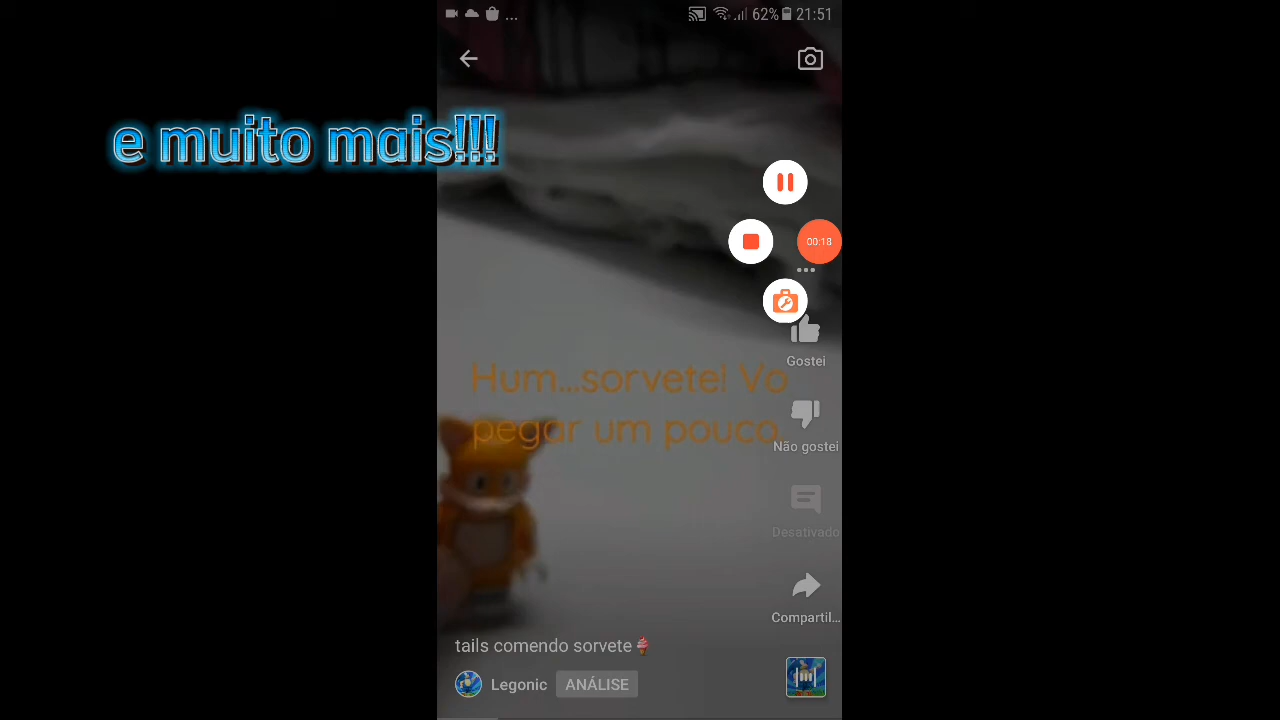 62% 21:51
e muito mais!!!
00:18
Gostei
Hum...sorvete! Vo
pegar um pouco
Não gostei
Desativado
Compartil...
tails comendo sorvete
Legonic ANÁLISE